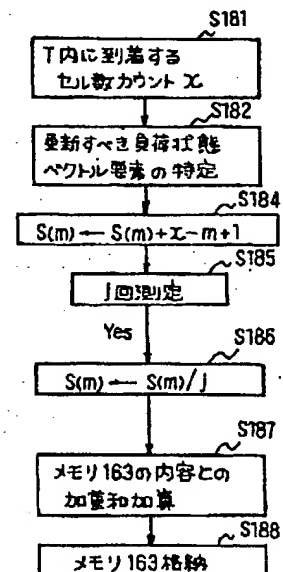 S181
T内に到着する
セル数カウント x
S182
更新すべき負荷状態
ベクトル要素の特定
S184
S(m) ← S(m)+x-m+1
S185
j回測定
Yes
S186
S(m) ← S(m)/j
S187
メモリ163の内容との
加重和加算
S188
メモリ163格納